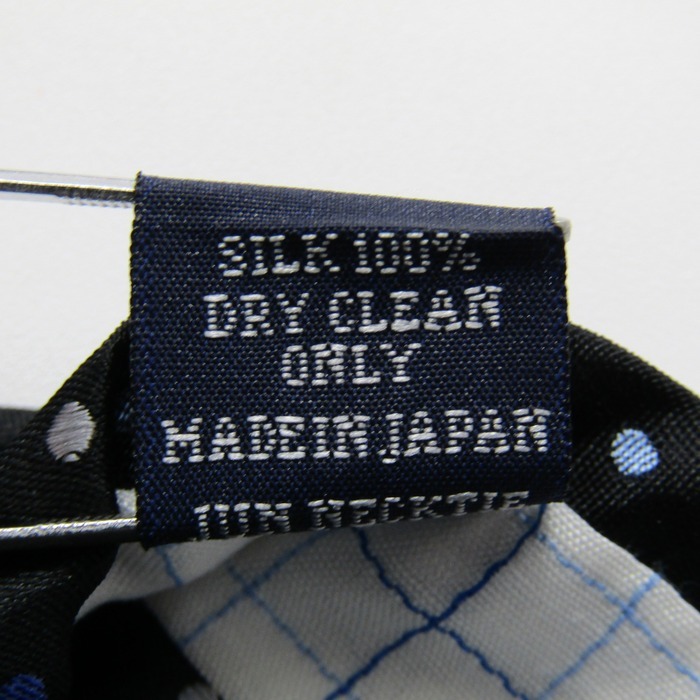 SILK 100%
DRY CLEAN
ONLY
MADE IN JAPAN
JUN NECKTIE